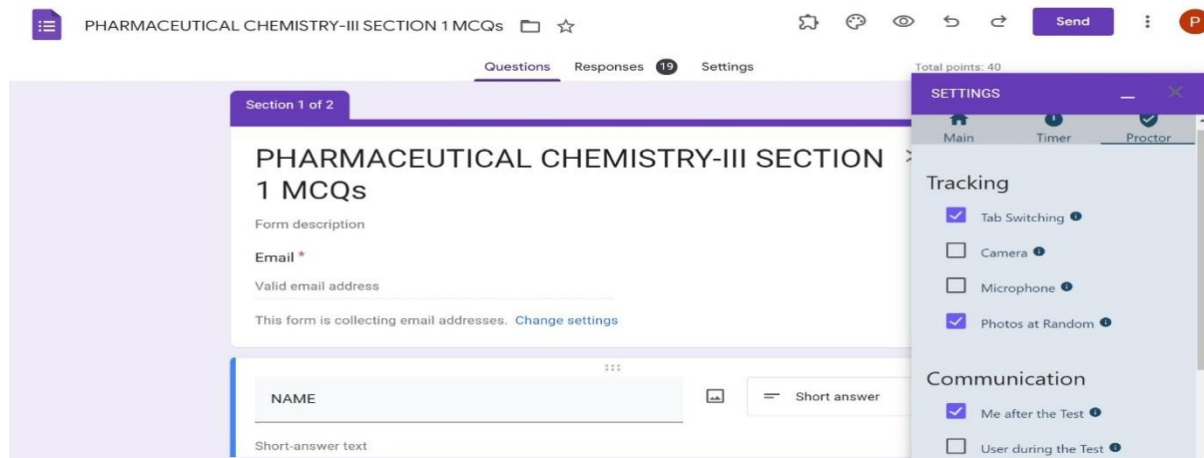 PHARMACEUTICAL CHEMISTRY-III SECTION 1 MCQs
Send
P
Questions Responses 19 Settings
Total points: 40
Section 1 of 2
PHARMACEUTICAL CHEMISTRY-III SECTION
1 MCQs
Form description
Email *
Valid email address
This form is collecting email addresses. Change settings
NAME
Short answer
Short-answer text
SETTINGS
Main Timer Proctor
Tracking
Tab Switching
Camera
Microphone
Photos at Random
Communication
Me after the Test
User during the Test